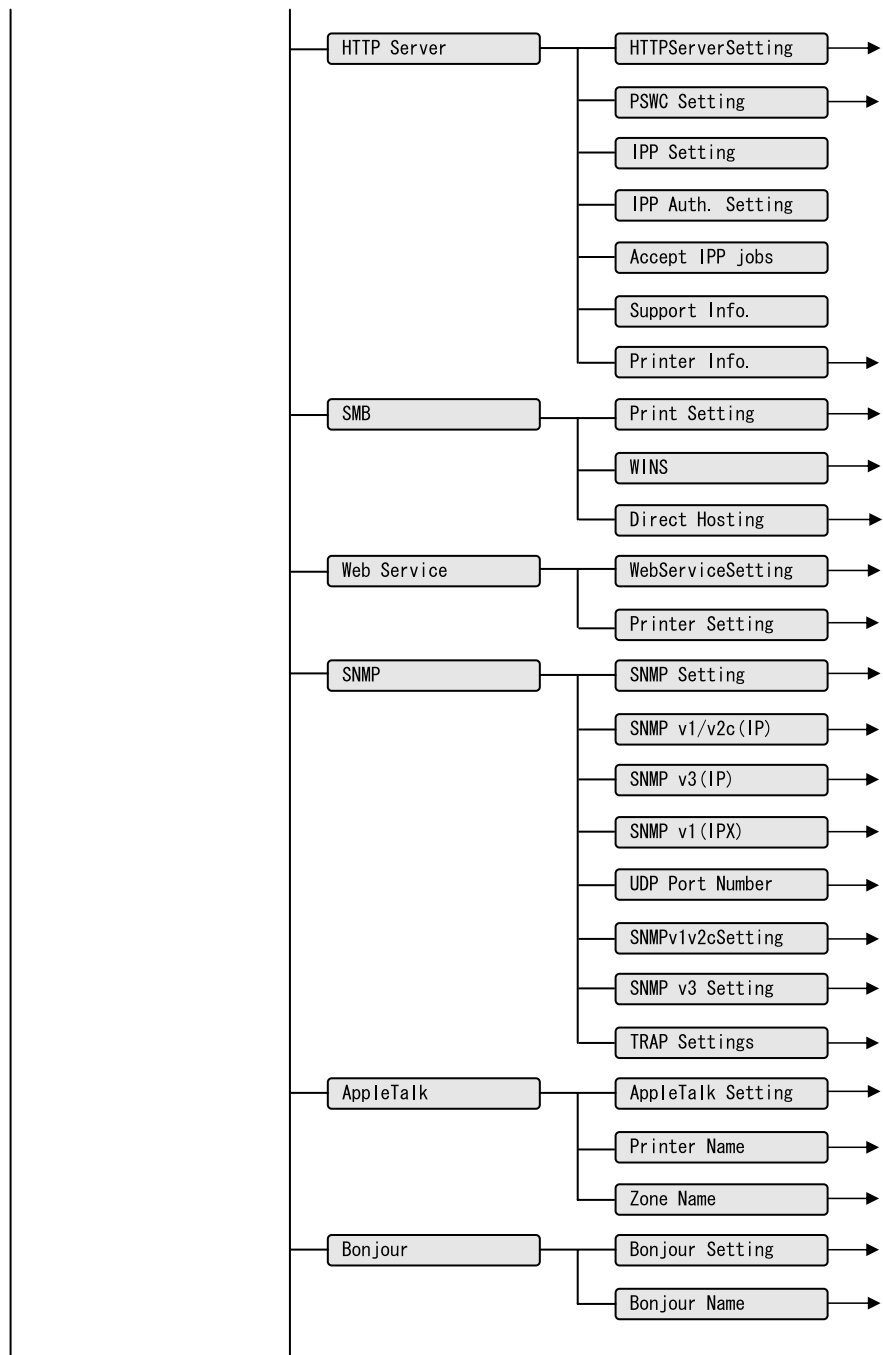 HTTP Server
HTTPServerSetting
PSWC Setting
IPP Setting
IPP Auth. Setting
Accept IPP jobs
Support Info.
Printer Info.
SMB
Print Setting
WINS
Direct Hosting
Web Service
WebServiceSetting
Printer Setting
SNMP
SNMP Setting
SNMP v1/v2c(IP)
SNMP v3(IP)
SNMP v1(IPX)
UDP Port Number
SNMPv1v2cSetting
SNMP v3 Setting
TRAP Settings
AppleTalk
AppleTalk Setting
Printer Name
Zone Name
Bonjour
Bonjour Setting
Bonjour Name